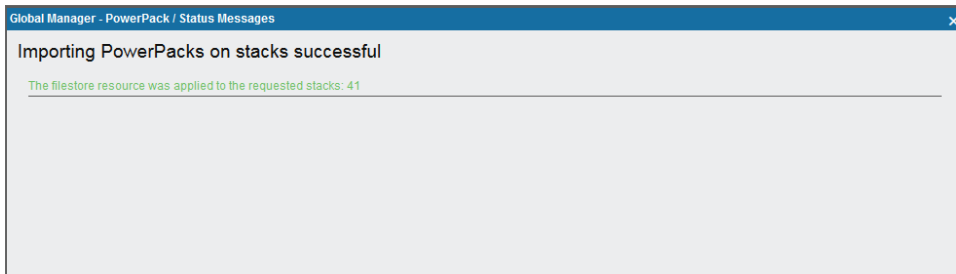 Global Manager - PowerPack / Status Messages
Importing PowerPacks on stacks successful
The filestore resource was applied to the requested stacks: 41